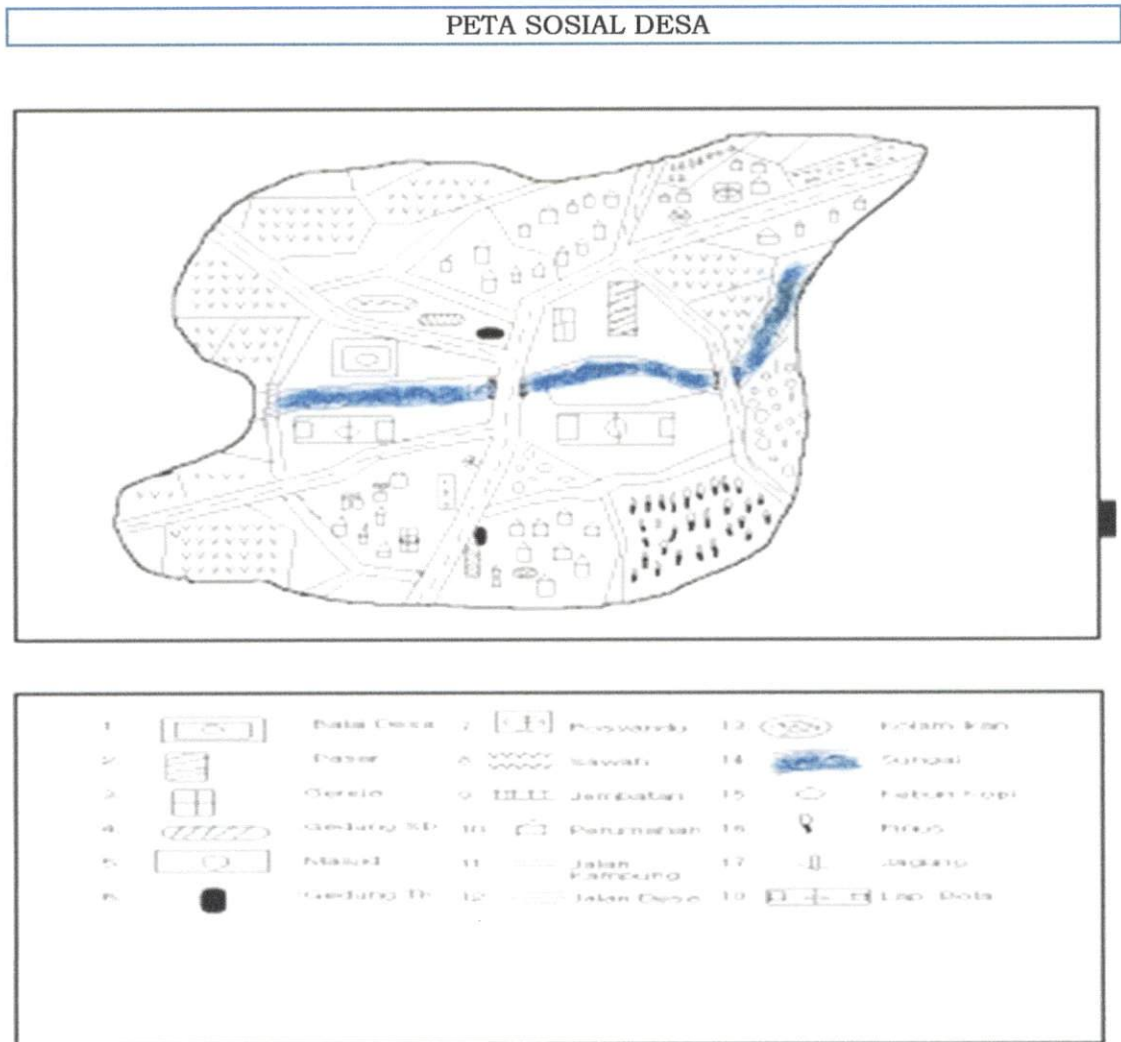 PETA SOSIAL DESA
1 Balai Desa 7 Posyandu 13 Kolam Ikan
2 Pasar 8 Sawah 14 Sungai
3 Gereja 9 Jembatan 15 Kebun Kopi
4 Gedung SD 10 Perumahan 16
5 Masjid 11 Jalan Kampung 17 Jagung
6 Gedung TK 12 Jalan Desa Lap. Bola